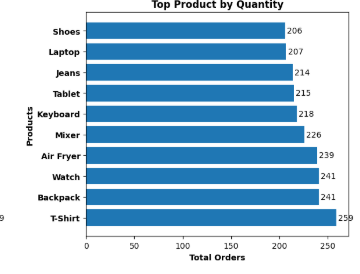 Top Product by Quantity
Shoes 206
Laptop 207
Jeans 214
Tablet 215
Keyboard 218
Mixer 226
Air Fryer 239
Watch 241
Backpack 241
T-Shirt 259
9
Products
0 50 100 150 200 250
Total Orders